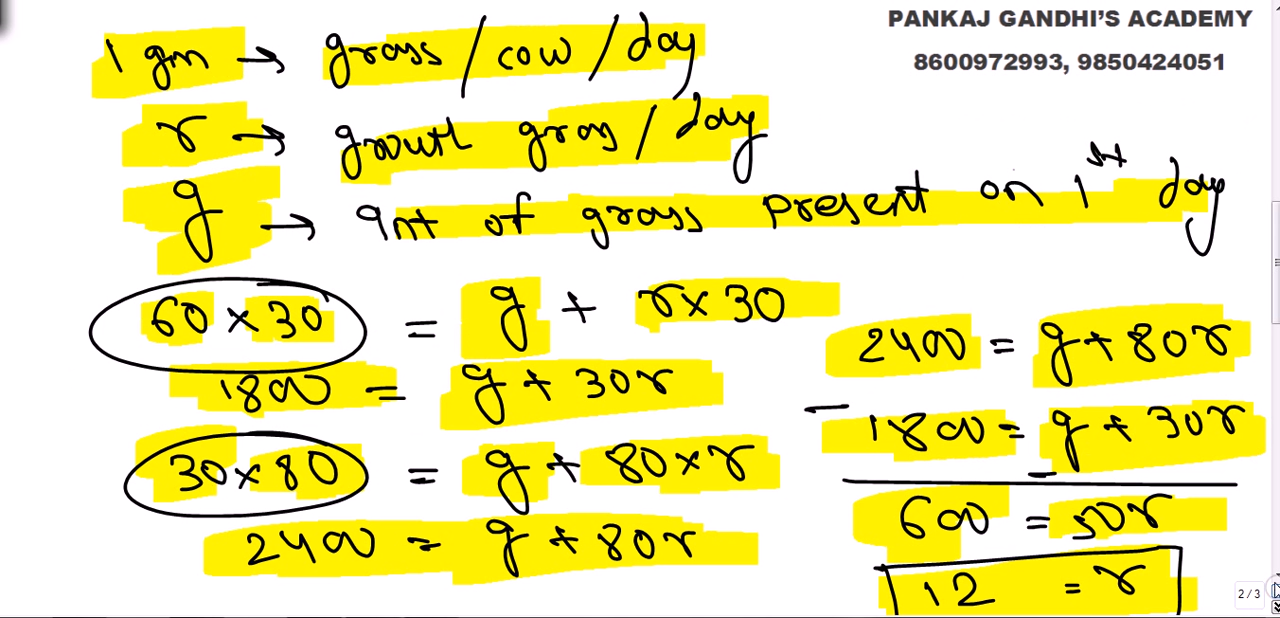 PANKAJ GANDHI'S ACADEMY
8600972993, 9850424051
1 gm → grass / cow / day
r → growth grass / day
g → qnt of grass present on 1st day
60 × 30 = g + r × 30
1800 = g + 30r
30 × 80 = g + 80 × r
2400 = g + 80r
2400 = g + 80r
- 1800 = g + 30r
-
600 = 50r
12 = r
2 / 3